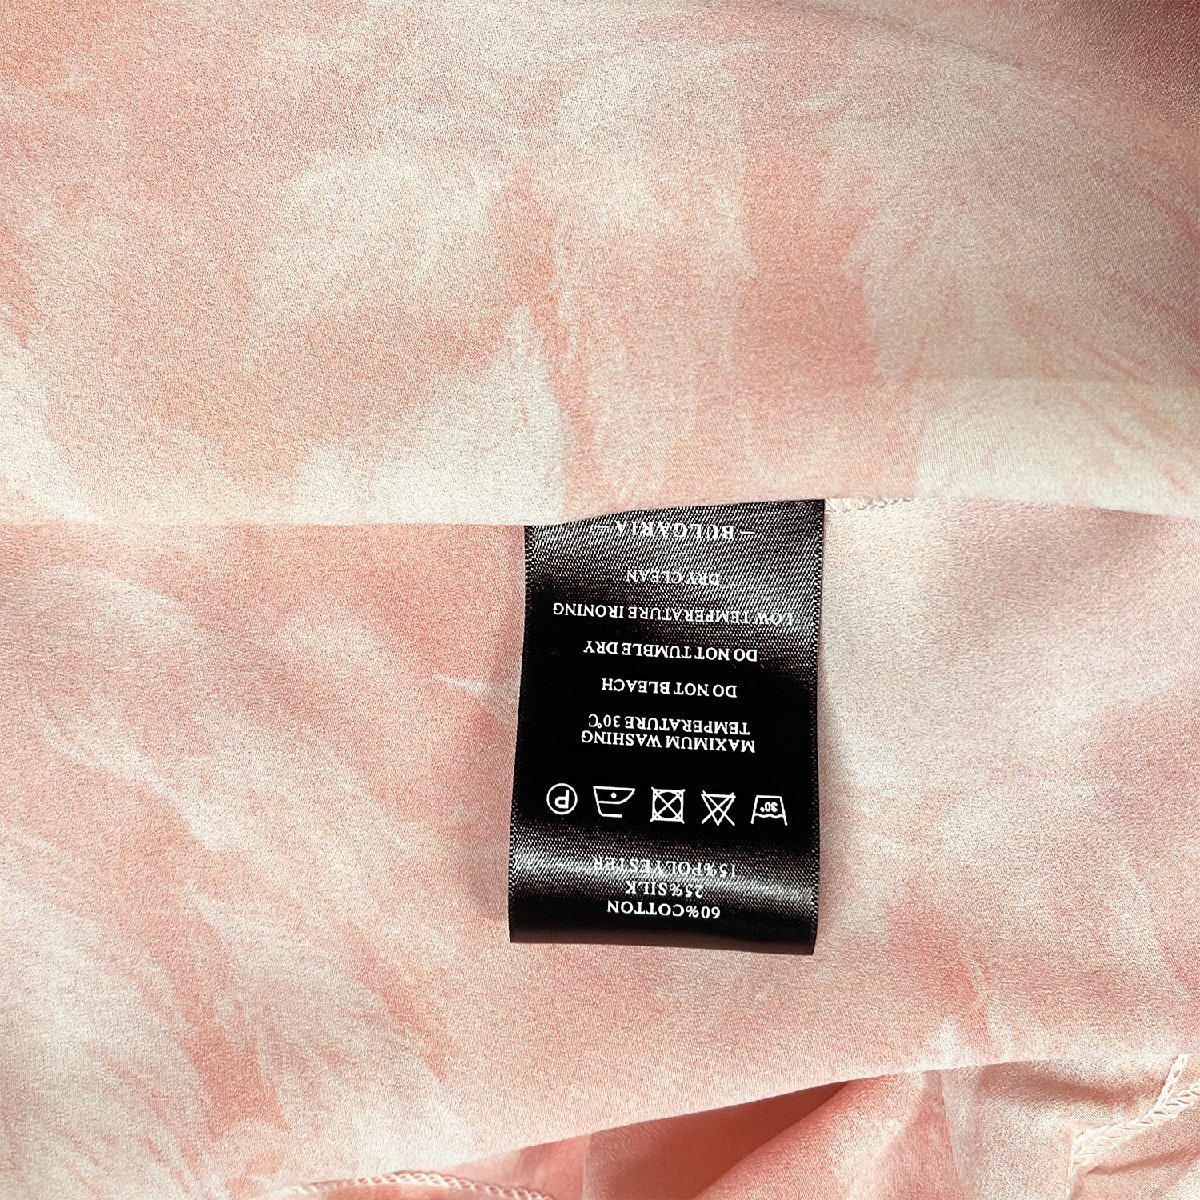 60%COTTON
25%SILK
15%POLYESTER
30°
P
MAXIMUM WASHING
TEMPERATURE 30℃
DO NOT BLEACH
DO NOT TUMBLE DRY
LOW TEMPERATURE IRONING
DRY CLEAN
—BULGARIA—